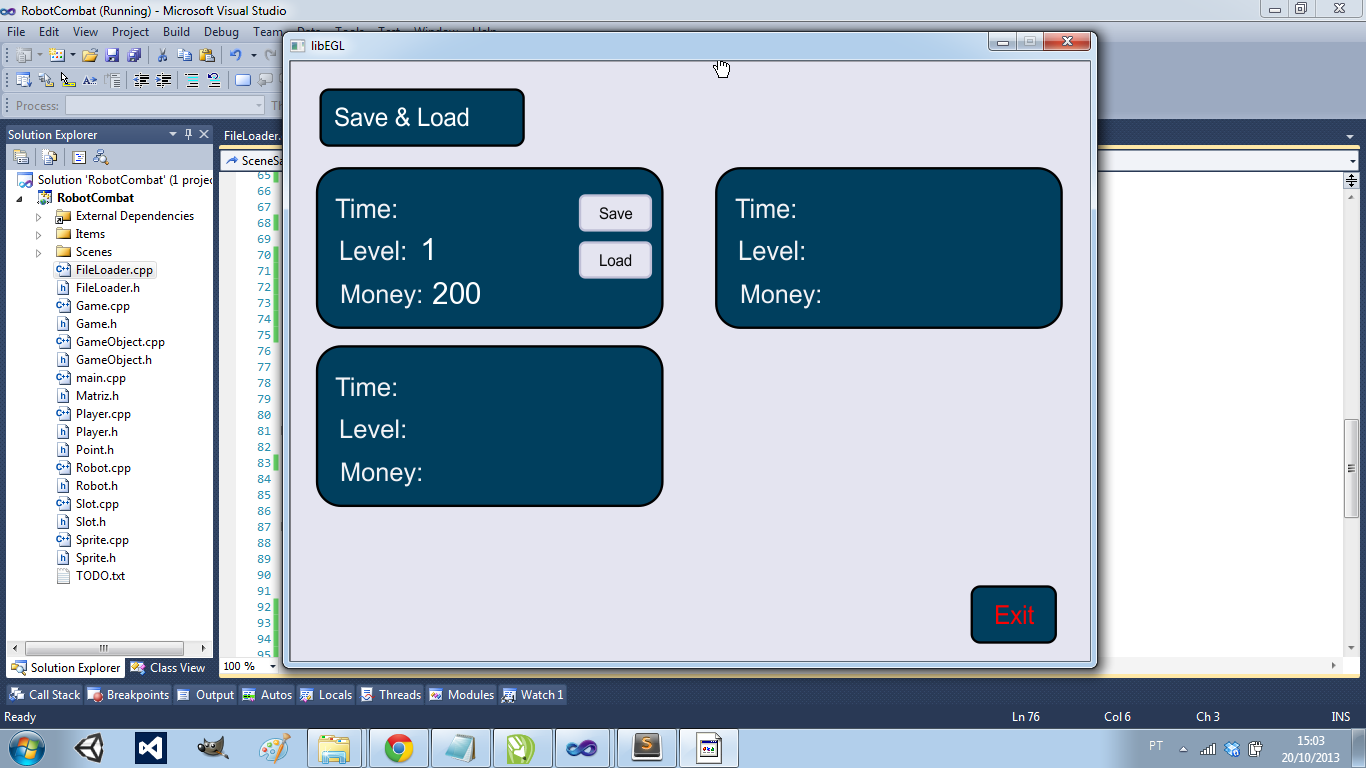 RobotCombat (Running) - Microsoft Visual Studio
File Edit View Project Build Debug Team
libEGL
Process:
Solution Explorer
FileLoader.
SceneSa
Solution 'RobotCombat' (1 projec
RobotCombat
External Dependencies
Items
Scenes
FileLoader.cpp
FileLoader.h
Game.cpp
Game.h
GameObject.cpp
GameObject.h
main.cpp
Matriz.h
Player.cpp
Player.h
Point.h
Robot.cpp
Robot.h
Slot.cpp
Slot.h
Sprite.cpp
Sprite.h
TODO.txt
Solution Explorer Class View
65
66
67
68
69
70
71
72
73
74
75
76
77
78
79
80
81
82
83
84
85
86
87
88
89
90
91
92
93
94
95
100 %
Save & Load
Time:
Level: 1
Money: 200
Save
Load
Time:
Level:
Money:
Time:
Level:
Money:
Exit
Call Stack Breakpoints Output Autos Locals Threads Modules Watch 1
Ready Ln 76 Col 6 Ch 3 INS
PT 15:03
20/10/2013